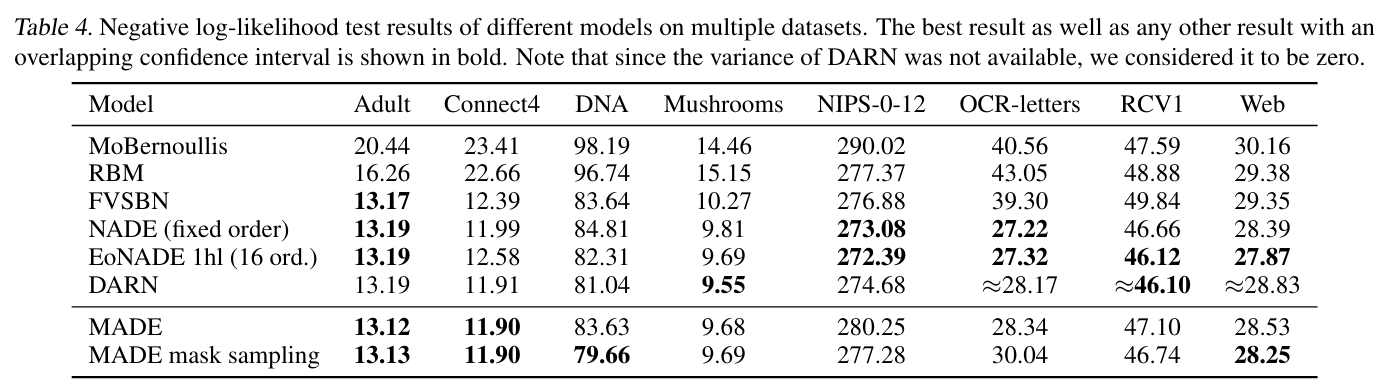 Table 4. Negative log-likelihood test results of different models on multiple datasets. The best result as well as any other result with an
overlapping confidence interval is shown in bold. Note that since the variance of DARN was not available, we considered it to be zero.
Model Adult Connect4 DNA Mushrooms NIPS-0-12 OCR-letters RCV1 Web
MoBernoullis 20.44 23.41 98.19 14.46 290.02 40.56 47.59 30.16
RBM 16.26 22.66 96.74 15.15 277.37 43.05 48.88 29.38
FVSBN 13.17 12.39 83.64 10.27 276.88 39.30 49.84 29.35
NADE (fixed order) 13.19 11.99 84.81 9.81 273.08 27.22 46.66 28.39
EoNADE 1hl (16 ord.) 13.19 12.58 82.31 9.69 272.39 27.32 46.12 27.87
DARN 13.19 11.91 81.04 9.55 274.68 ≈28.17 ≈46.10 ≈28.83
MADE 13.12 11.90 83.63 9.68 280.25 28.34 47.10 28.53
MADE mask sampling 13.13 11.90 79.66 9.69 277.28 30.04 46.74 28.25